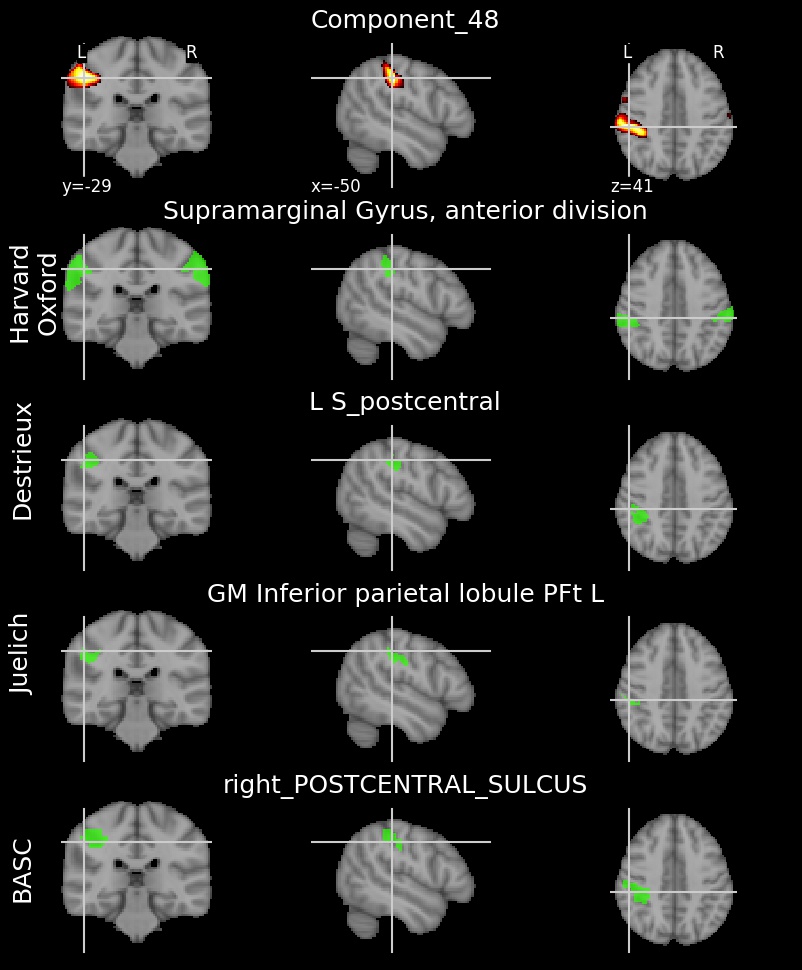 Component_48
L R
L R
y=-29
x=-50
z=41
Supramarginal Gyrus, anterior division
Harvard
Oxford
L S_postcentral
Destrieux
GM Inferior parietal lobule PFt L
Juelich
right_POSTCENTRAL_SULCUS
BASC